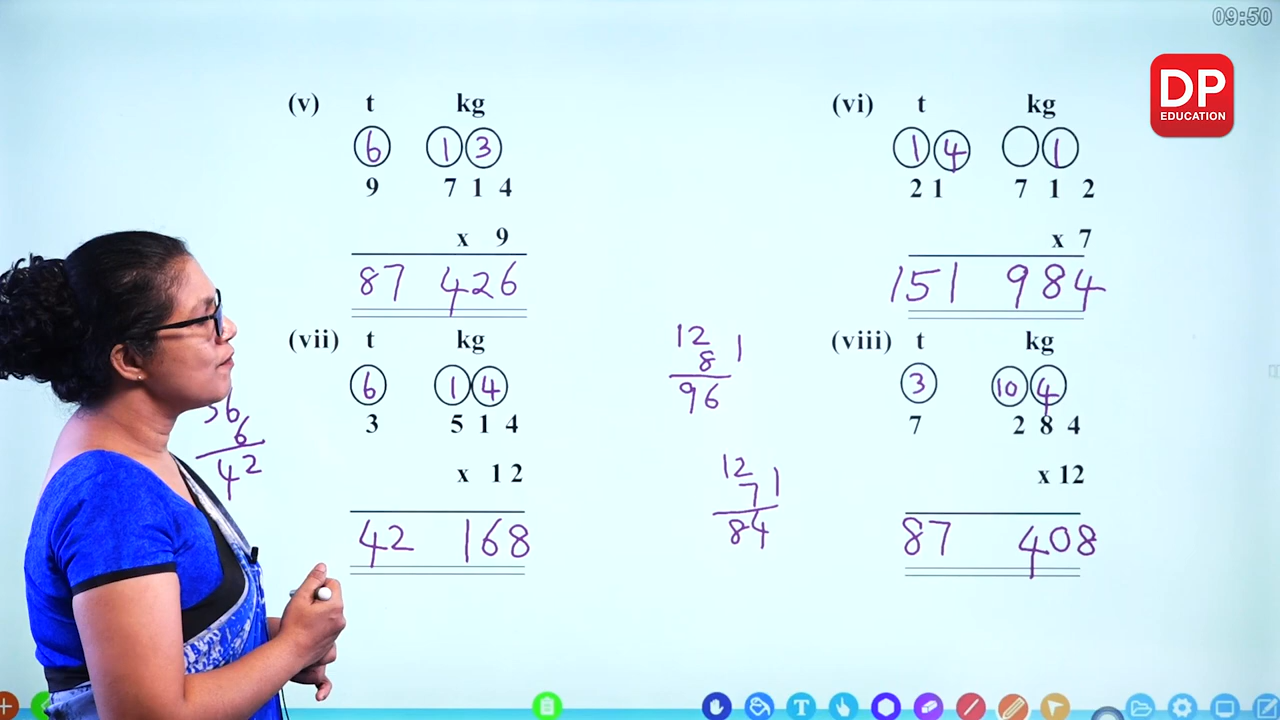 09:50
DP
EDUCATION
(v) t kg
6 1 3
9 7 1 4
x 9
87 426
(vi) t kg
1 4 1
2 1 7 1 2
x 7
151 984
(vii) t kg
6 1 4
3 5 1 4
x 1 2
42 168
6
42
12
8 1
96
12
7 1
84
(viii) t kg
3 10 4
7 2 8 4
x 12
87 408